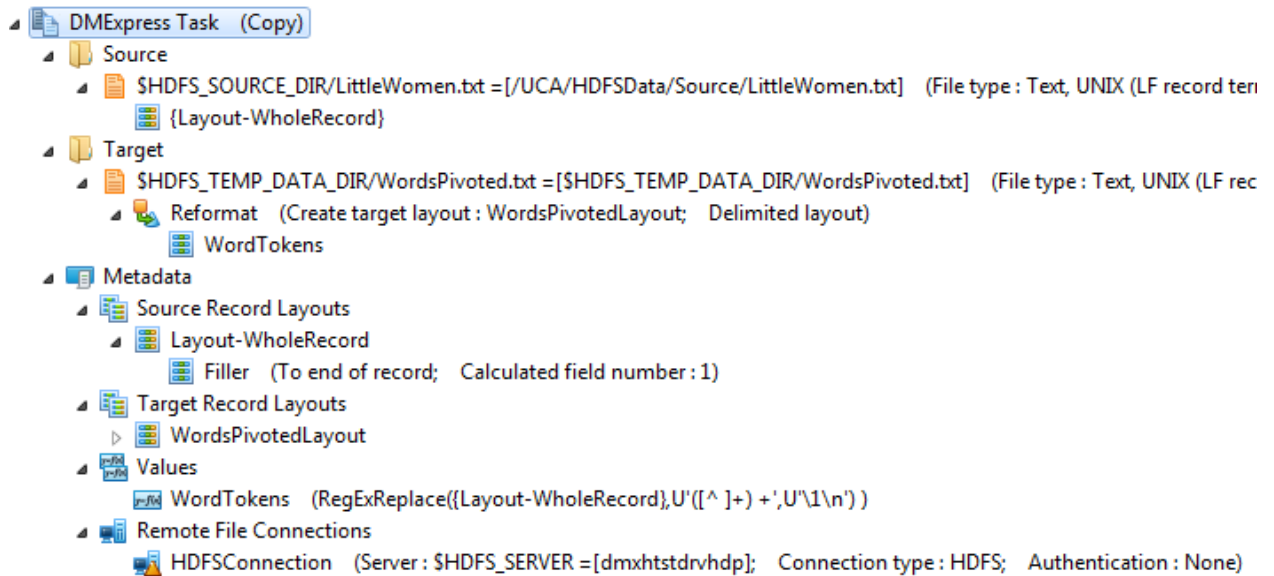 DMExpress Task (Copy)
Source
$HDFS_SOURCE_DIR/LittleWomen.txt =[/UCA/HDFSData/Source/LittleWomen.txt] (File type : Text, UNIX (LF record ter
{Layout-WholeRecord}
Target
$HDFS_TEMP_DATA_DIR/WordsPivoted.txt =[$HDFS_TEMP_DATA_DIR/WordsPivoted.txt] (File type : Text, UNIX (LF rec
Reformat (Create target layout : WordsPivotedLayout; Delimited layout)
WordTokens
Metadata
Source Record Layouts
Layout-WholeRecord
Filler (To end of record; Calculated field number : 1)
Target Record Layouts
WordsPivotedLayout
Values
WordTokens (RegExReplace({Layout-WholeRecord},U'([^ ]+) +',U'\1\n') )
Remote File Connections
HDFSConnection (Server : $HDFS_SERVER =[dmxhtstdrvhdp]; Connection type : HDFS; Authentication : None)